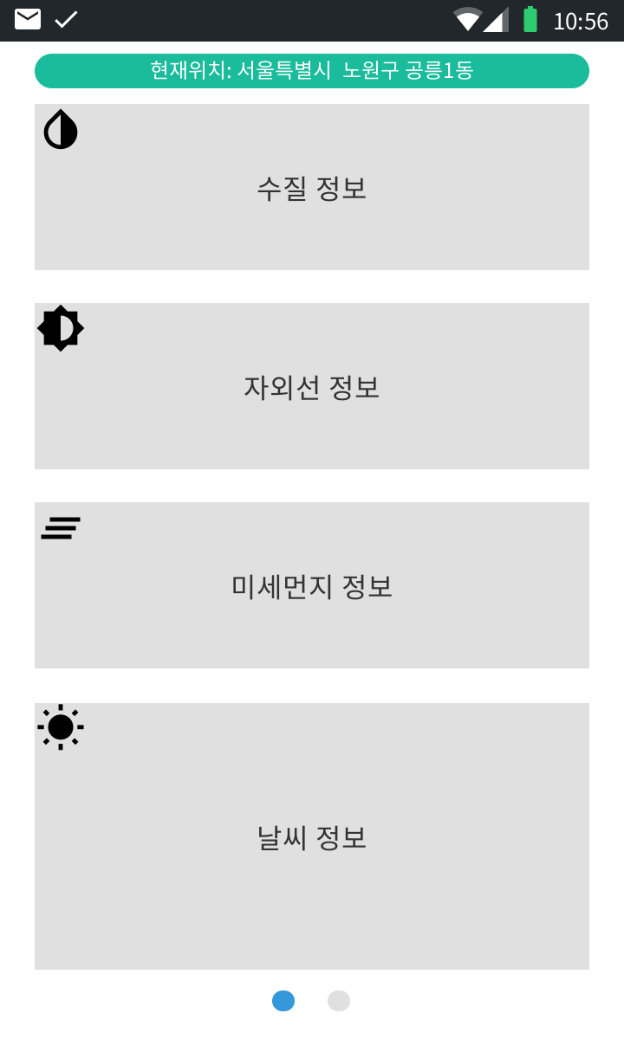 10:56
현재위치: 서울특별시 노원구 공릉1동
수질 정보
자외선 정보
미세먼지 정보
날씨 정보